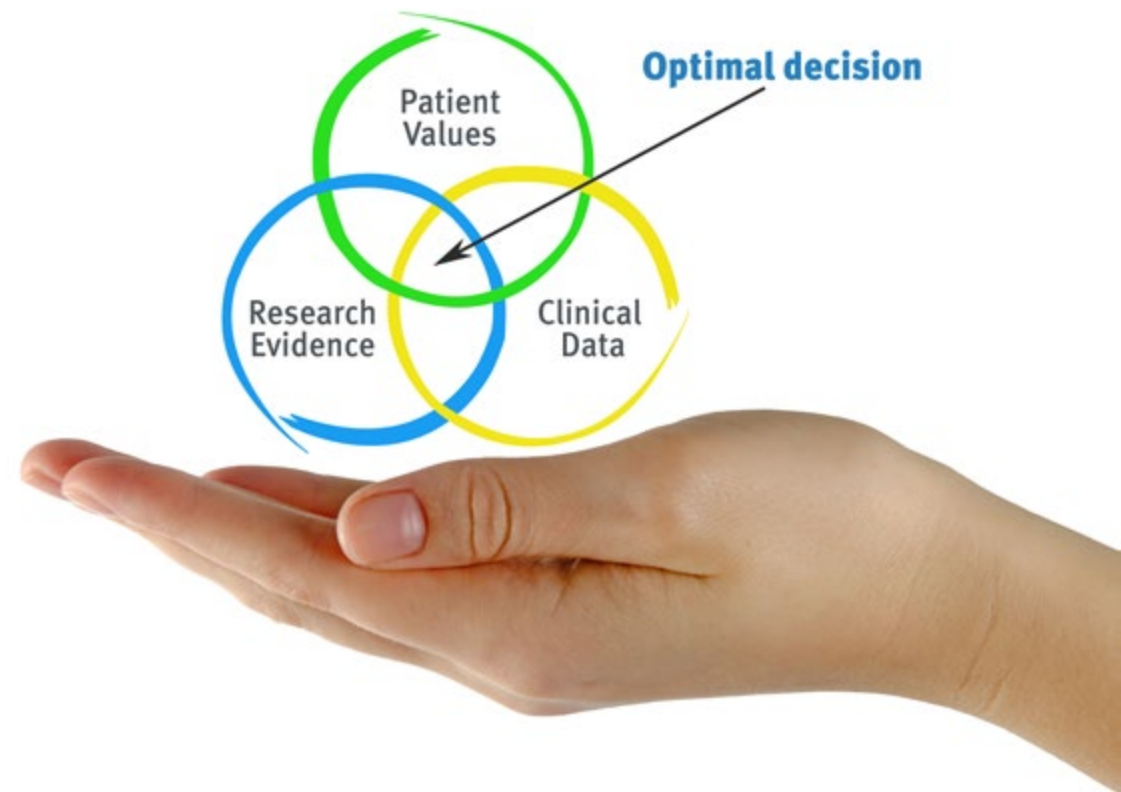 Optimal decision
Patient
Values
Research
Evidence
Clinical
Data